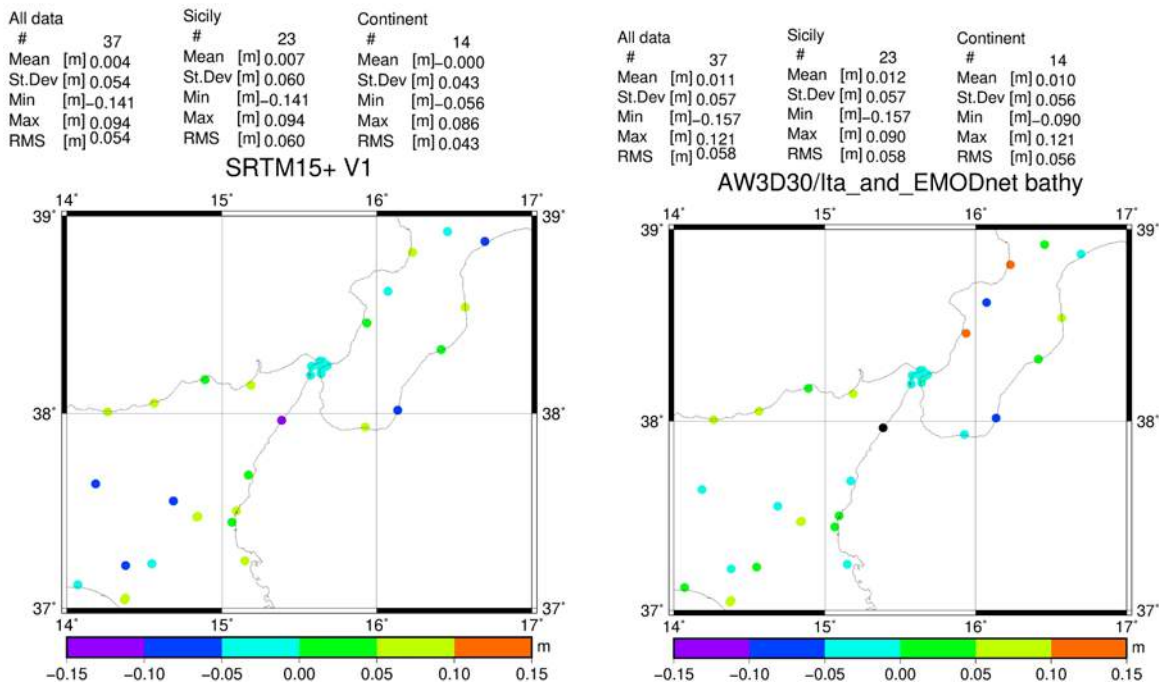 All data Sicily Continent
# 37 # 23 # 14
Mean [m] 0.004 Mean [m] 0.007 Mean [m]−0.000
St.Dev [m] 0.054 St.Dev [m] 0.060 St.Dev [m] 0.043
Min [m]−0.141 Min [m]−0.141 Min [m]−0.056
Max [m] 0.094 Max [m] 0.094 Max [m] 0.086
RMS [m] 0.054 RMS [m] 0.060 RMS [m] 0.043
SRTM15+ V1
14° 15° 16° 17°
39° 39°
38° 38°
37° 37°
14° 15° 16° 17°
m
−0.15 −0.10 −0.05 0.00 0.05 0.10 0.15
All data Sicily Continent
# 37 # 23 # 14
Mean [m] 0.011 Mean [m] 0.012 Mean [m] 0.010
St.Dev [m] 0.057 St.Dev [m] 0.057 St.Dev [m] 0.056
Min [m]−0.157 Min [m]−0.157 Min [m]−0.090
Max [m] 0.121 Max [m] 0.090 Max [m] 0.121
RMS [m] 0.058 RMS [m] 0.058 RMS [m] 0.056
AW3D30/Ita_and_EMODnet bathy
14° 15° 16° 17°
39° 39°
38° 38°
37° 37°
14° 15° 16° 17°
m
−0.15 −0.10 −0.05 0.00 0.05 0.10 0.15